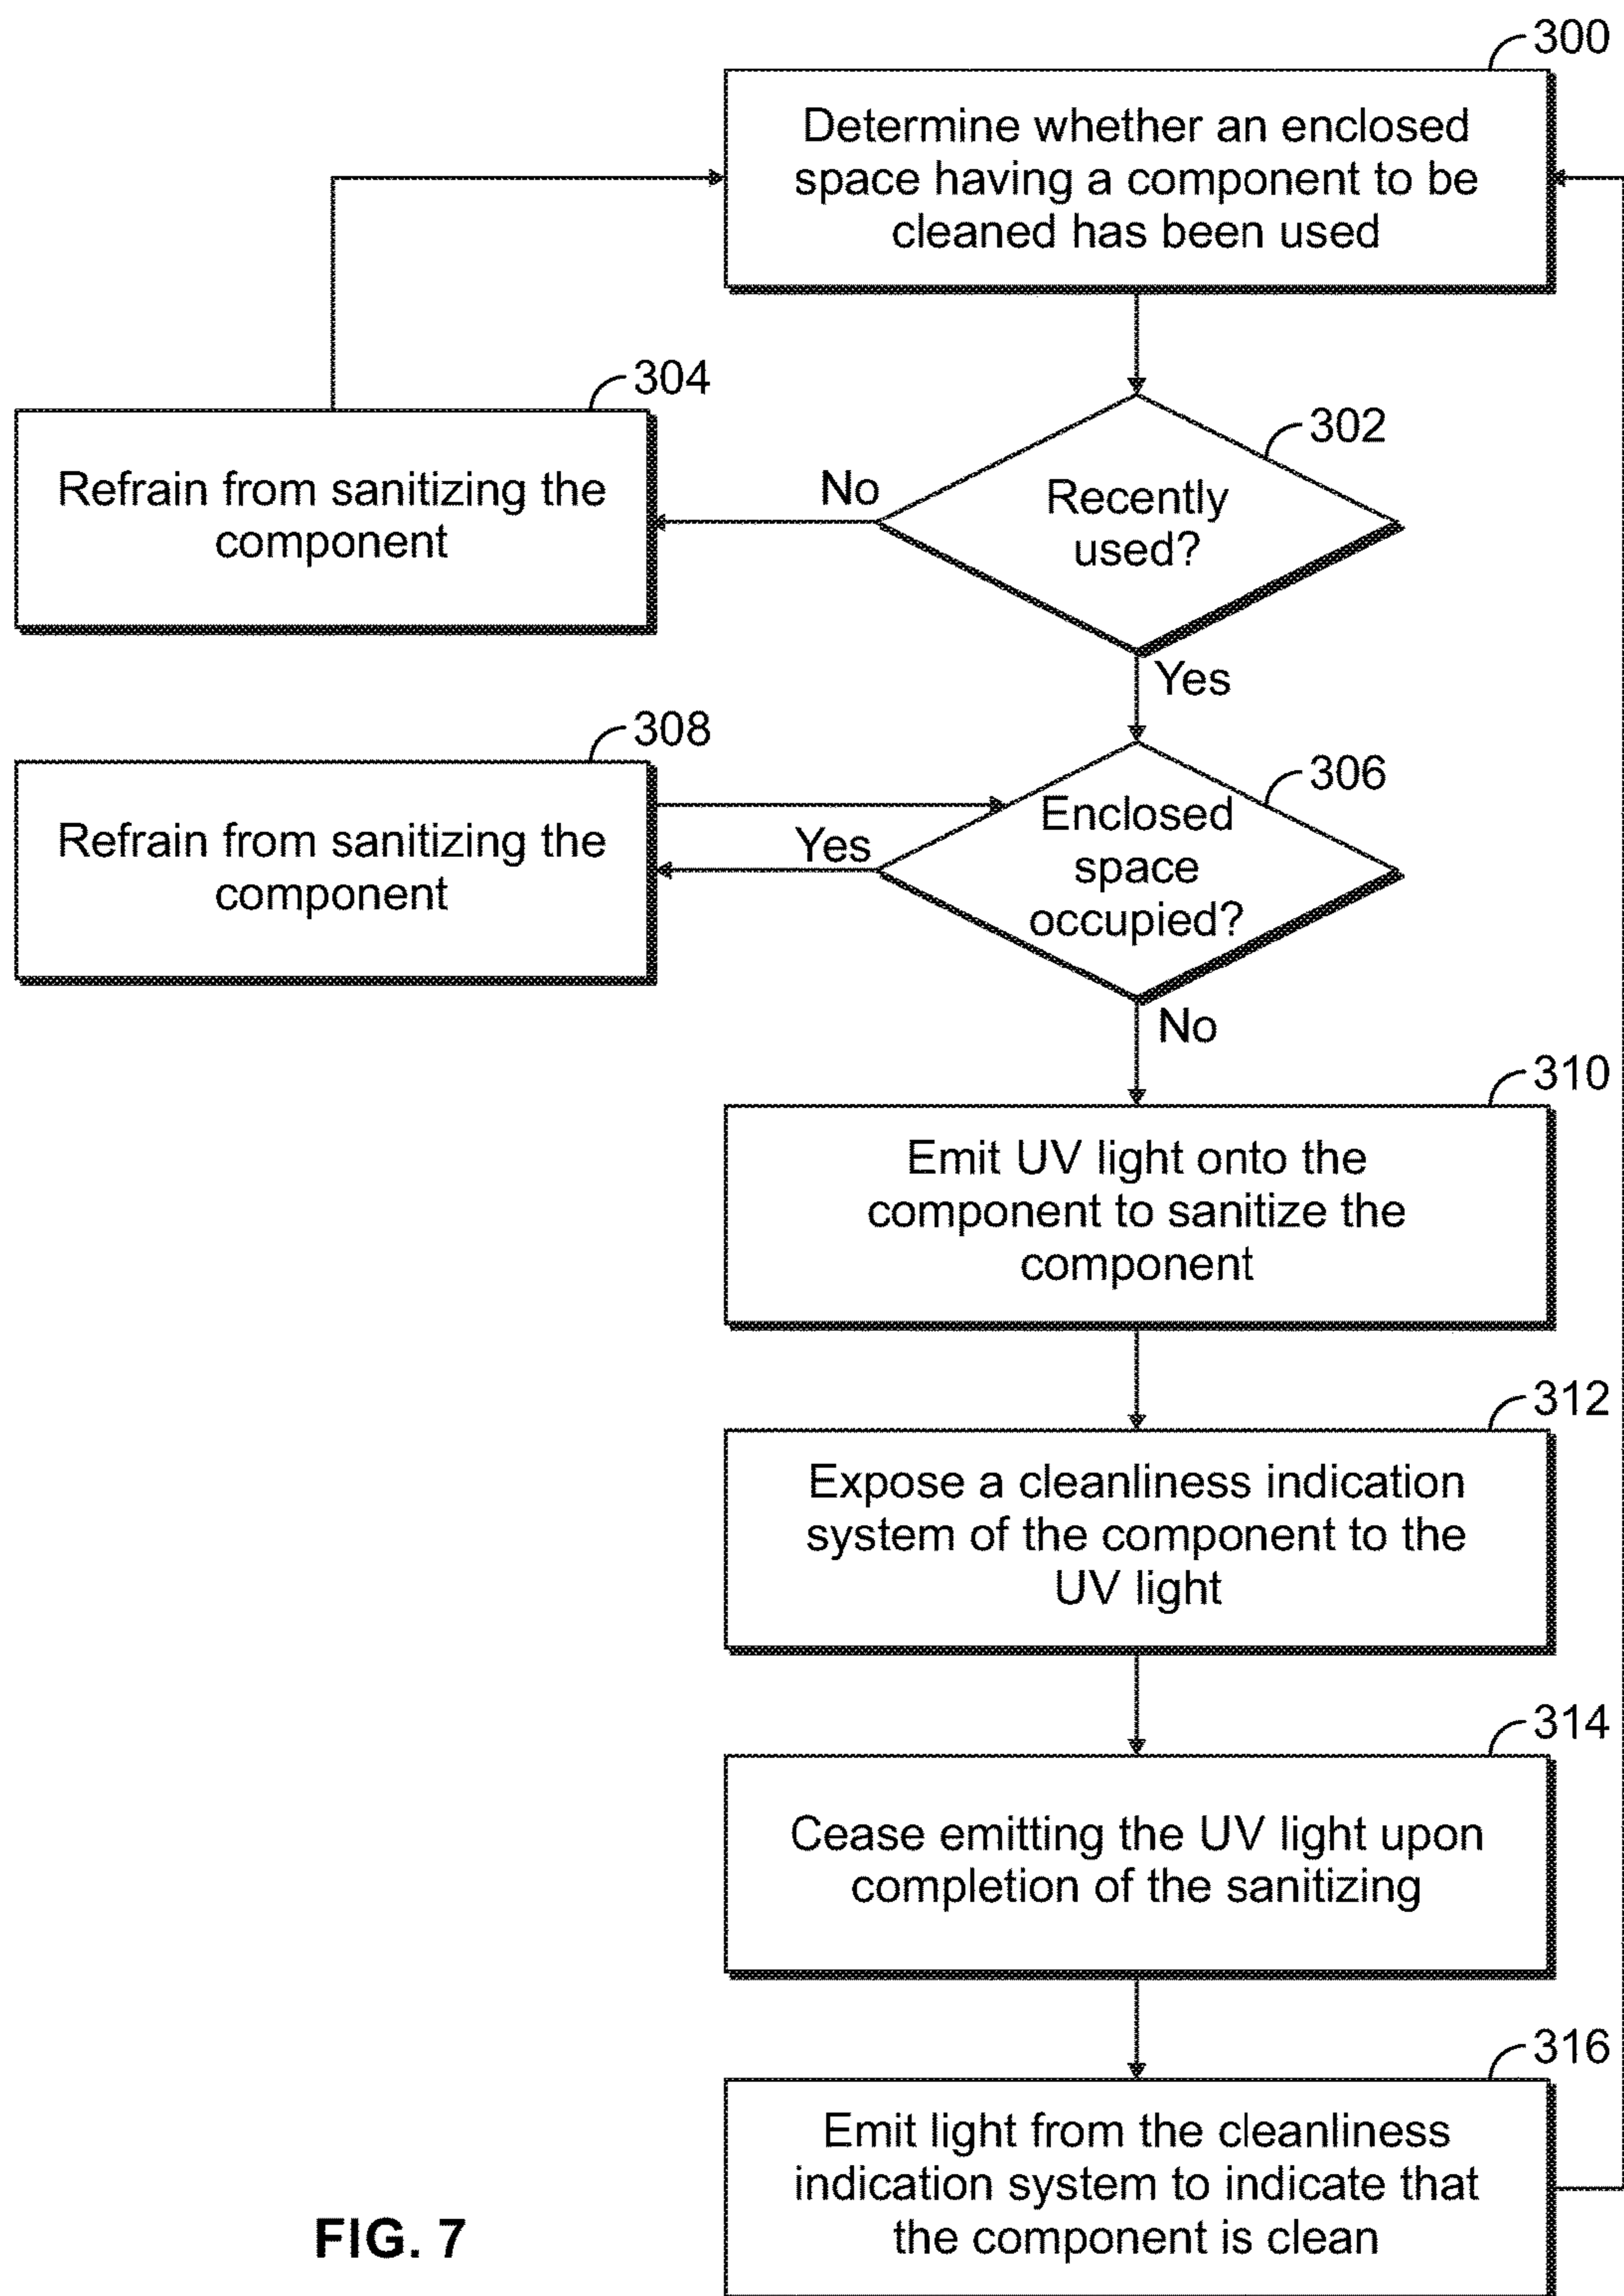 300
Determine whether an enclosed
space having a component to be
cleaned has been used
304
Refrain from sanitizing the
component
302
No
Recently
used?
Yes
308
Refrain from sanitizing the
component
306
Yes
Enclosed
space
occupied?
No
310
Emit UV light onto the
component to sanitize the
component
312
Expose a cleanliness indication
system of the component to the
UV light
314
Cease emitting the UV light upon
completion of the sanitizing
316
Emit light from the cleanliness
indication system to indicate that
the component is clean
FIG. 7